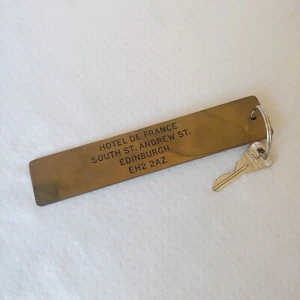 HOTEL DE FRANCE
SOUTH ST. ANDREW ST.
EDINBURGH
EH2 2AZ